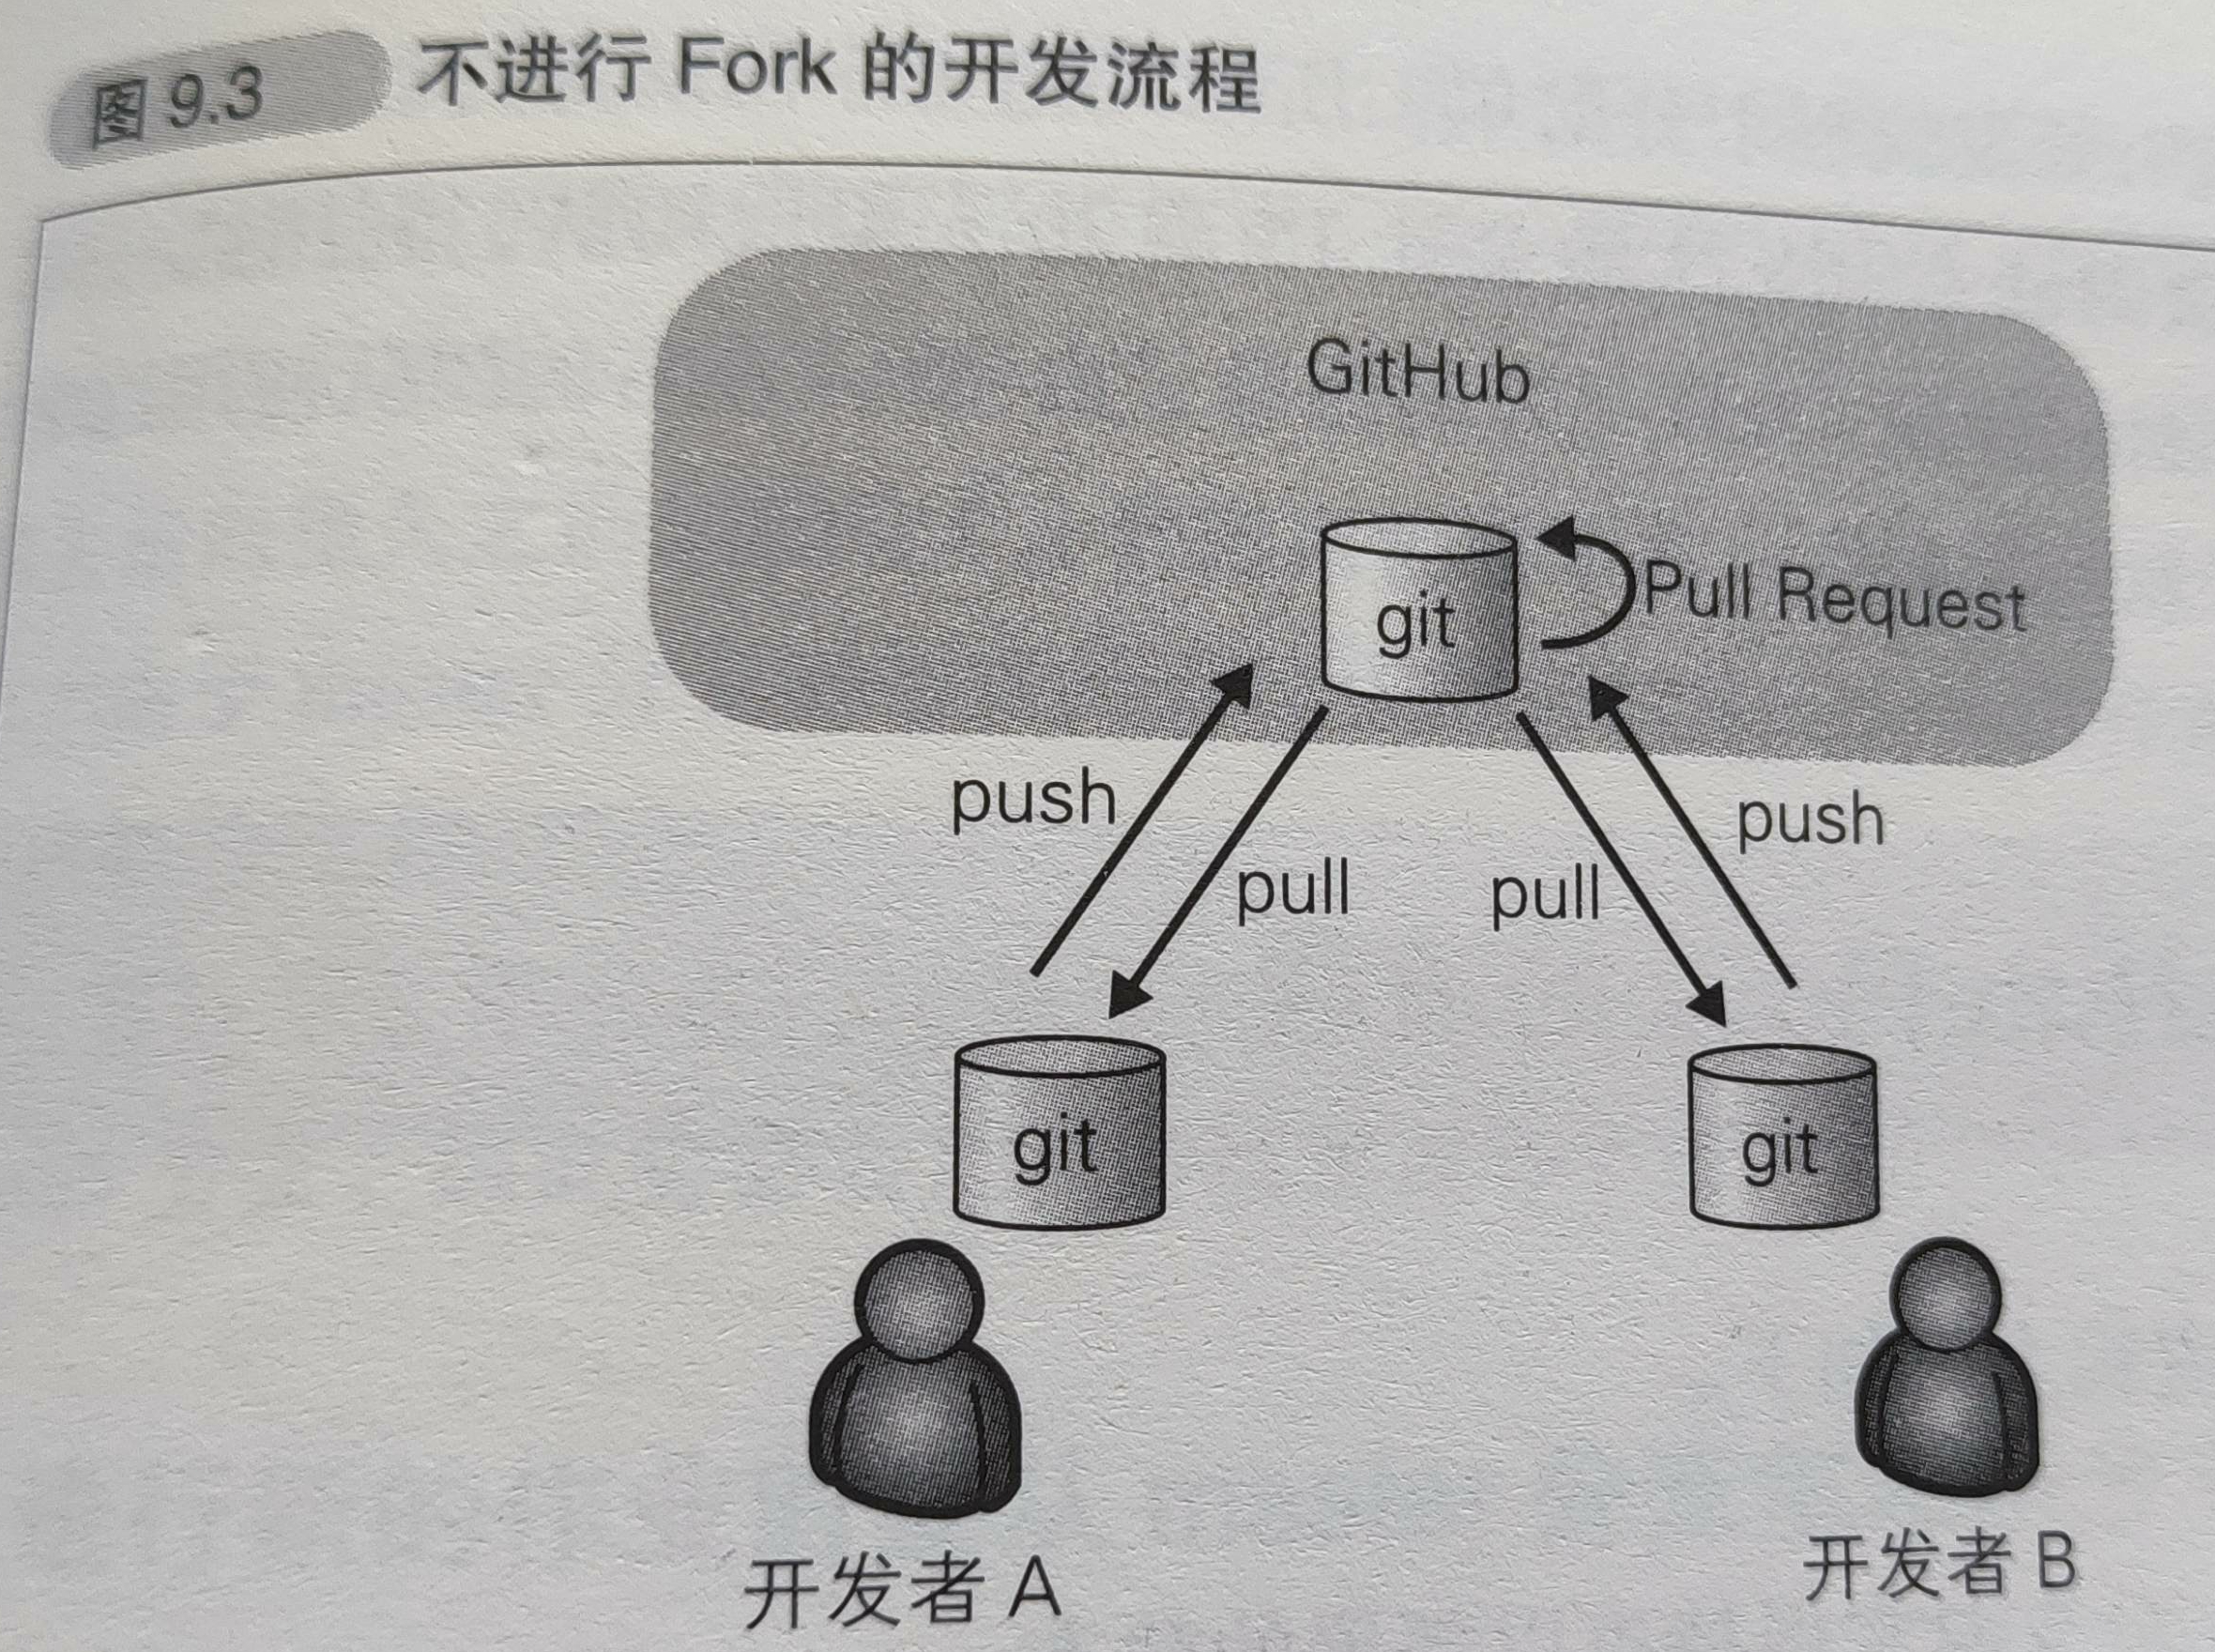 图 9.3 不进行 Fork 的开发流程
GitHub
git
Pull Request
push
pull
pull
push
git
git
开发者 A
开发者 B